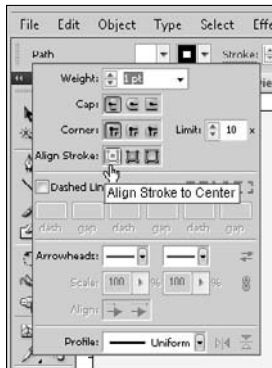 File Edit Object Type Select Effect
Path Stroke:
Weight: 1 pt
Cap:
Corner: Limit: 10 x
Align Stroke:
Dashed Lin
Align Stroke to Center
dash gap dash gap dash gap
Arrowheads:
Scale: 100 % 100 %
Align:
Profile: Uniform